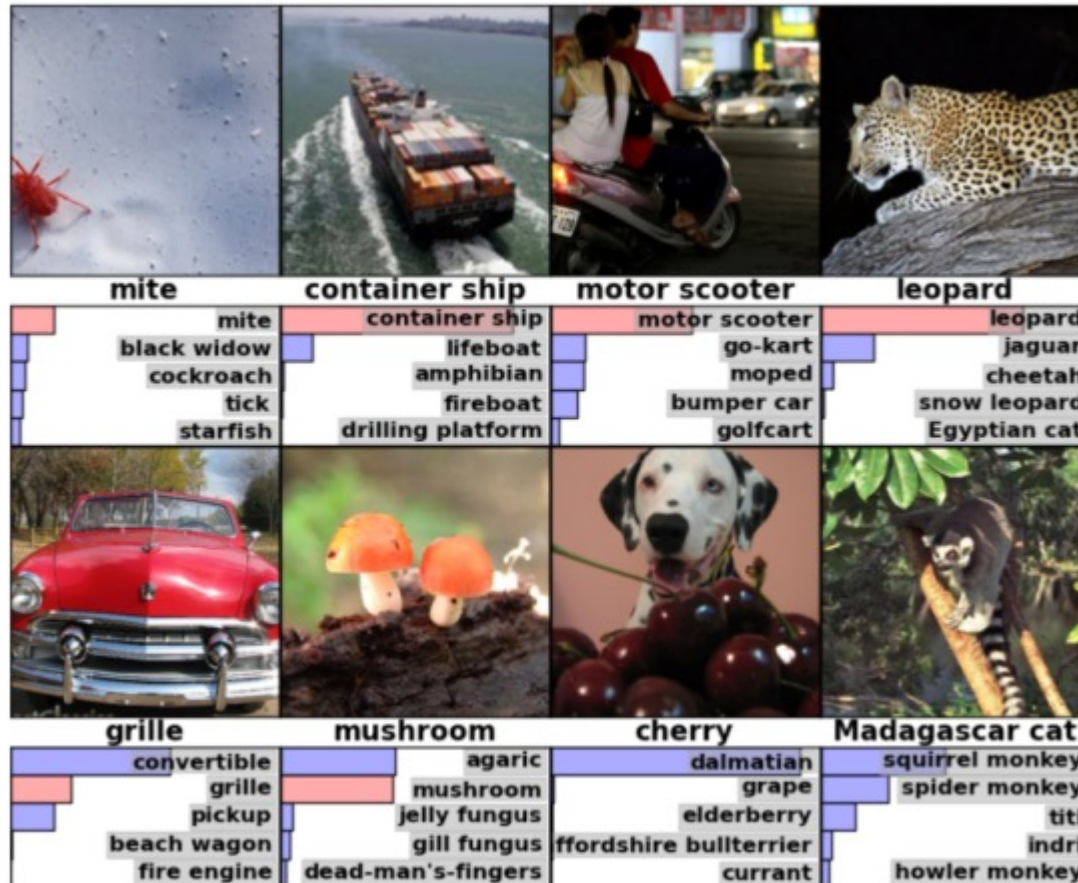 mite
container ship
motor scooter
leopard
mite
black widow
cockroach
tick
starfish
container ship
lifeboat
amphibian
fireboat
drilling platform
motor scooter
go-kart
moped
bumper car
golfcart
leopard
jaguar
cheetah
snow leopard
Egyptian cat
grille
mushroom
cherry
Madagascar cat
convertible
grille
pickup
beach wagon
fire engine
agaric
mushroom
jelly fungus
gill fungus
dead-man's-fingers
dalmatian
grape
elderberry
ffordshire bullterrier
currant
squirrel monkey
spider monkey
titi
indri
howler monkey